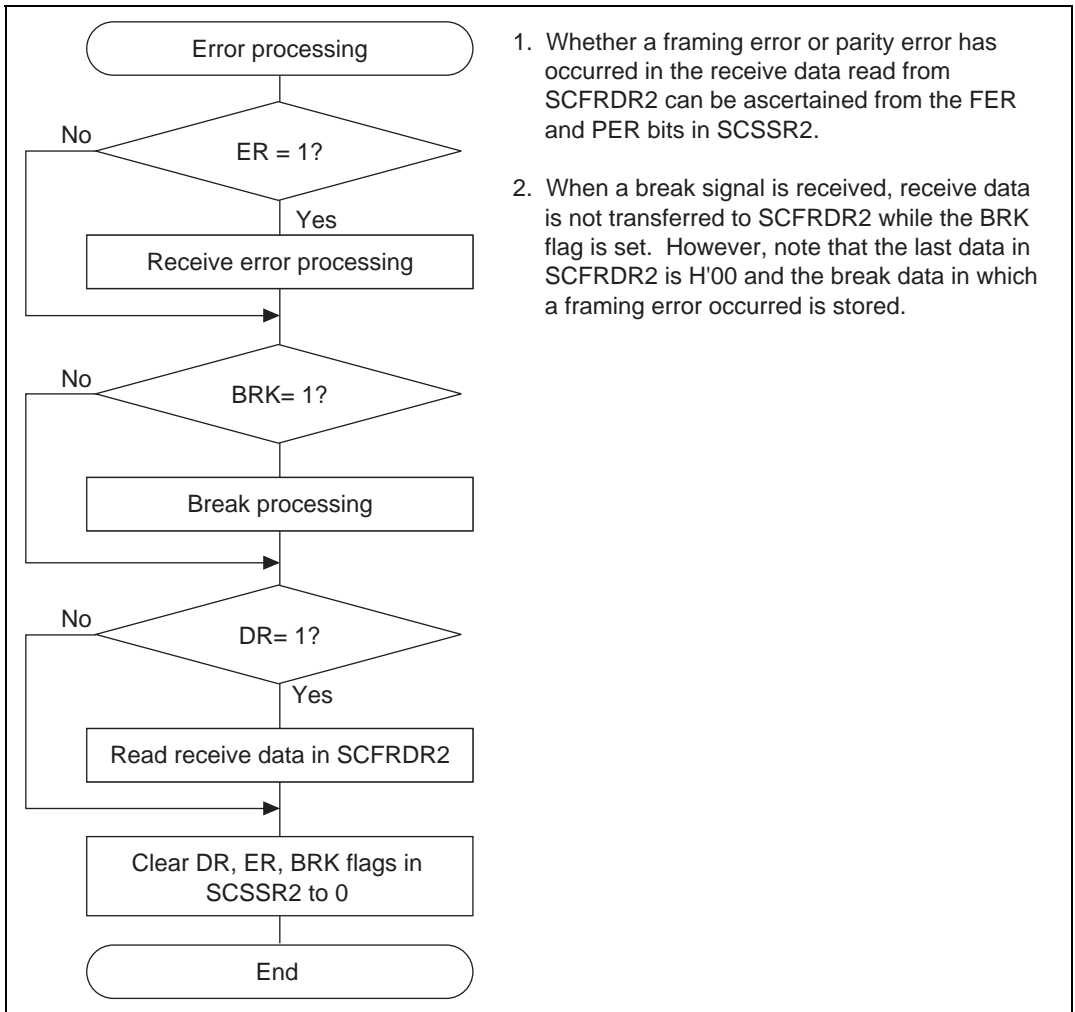 Error processing
No
ER = 1?
Yes
Receive error processing
No
BRK= 1?
Break processing
No
DR= 1?
Yes
Read receive data in SCFRDR2
Clear DR, ER, BRK flags in
SCSSR2 to 0
End
1. Whether a framing error or parity error has
occurred in the receive data read from
SCFRDR2 can be ascertained from the FER
and PER bits in SCSSR2.
2. When a break signal is received, receive data
is not transferred to SCFRDR2 while the BRK
flag is set. However, note that the last data in
SCFRDR2 is H'00 and the break data in which
a framing error occurred is stored.